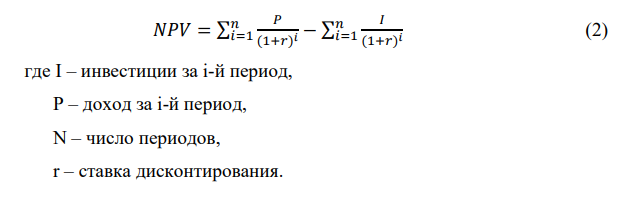 NPV = ∑ⁿᵢ₌₁ P/(1+r)ⁱ − ∑ⁿᵢ₌₁ I/(1+r)ⁱ (2)
где I – инвестиции за i-й период,
P – доход за i-й период,
N – число периодов,
r – ставка дисконтирования.